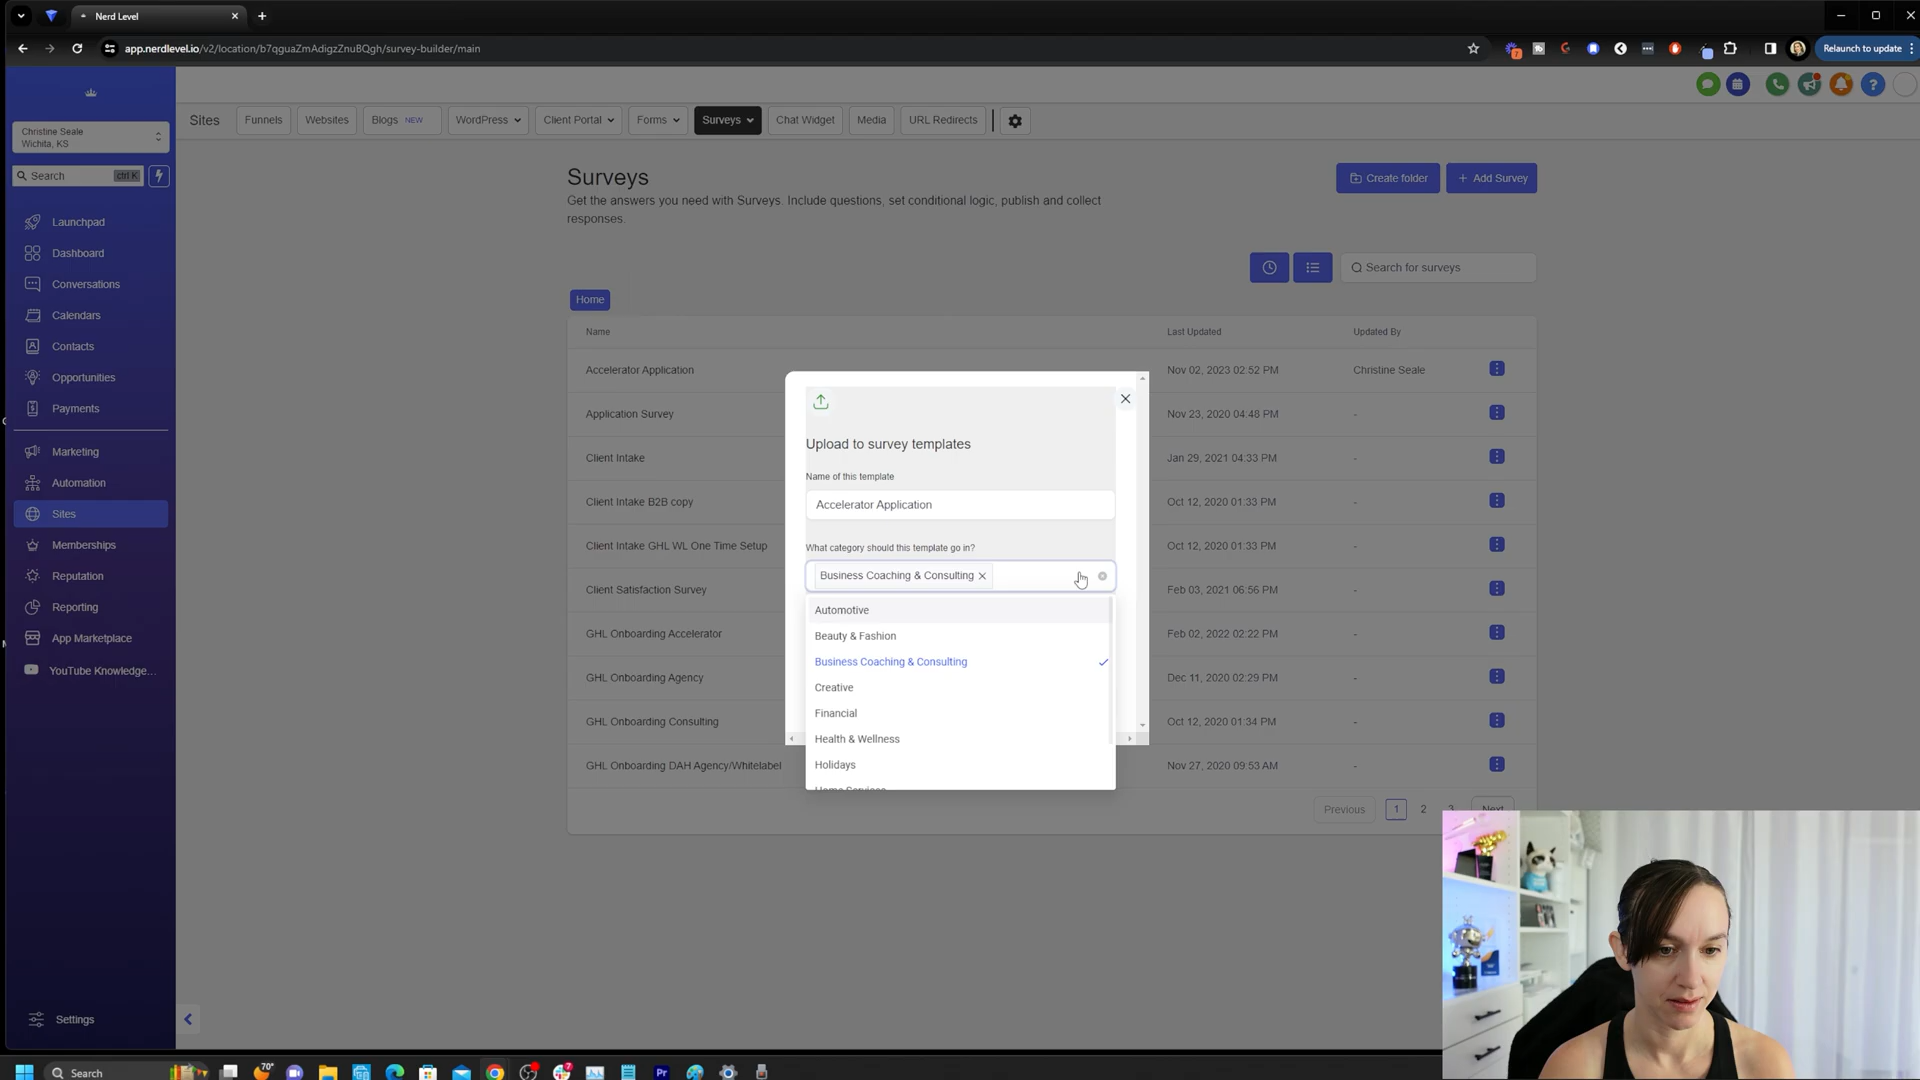 Nerd Level
app.nerdlevel.io/v2/location/b7qguaZmAdigzZnuBQgh/survey-builder/main
Relaunch to update
Christine Seale
Wichita, KS
Search
ctrl K
Launchpad
Dashboard
Conversations
Calendars
Contacts
Opportunities
Payments
Marketing
Automation
Sites
Memberships
Reputation
Reporting
App Marketplace
YouTube Knowledge...
Settings
Sites
Funnels
Websites
Blogs NEW
WordPress
Client Portal
Forms
Surveys
Chat Widget
Media
URL Redirects
Surveys
Get the answers you need with Surveys. Include questions, set conditional logic, publish and collect
responses.
Create folder
+ Add Survey
Search for surveys
Home
Name Last Updated Updated By
Accelerator Application Nov 02, 2023 02:52 PM Christine Seale
Application Survey Nov 23, 2020 04:48 PM -
Client Intake Jan 29, 2021 04:33 PM -
Client Intake B2B copy Oct 12, 2020 01:33 PM -
Client Intake GHL WL One Time Setup Oct 12, 2020 01:33 PM -
Client Satisfaction Survey Feb 03, 2021 06:56 PM -
GHL Onboarding Accelerator Feb 02, 2022 02:22 PM -
GHL Onboarding Agency Dec 11, 2020 02:29 PM -
GHL Onboarding Consulting Oct 12, 2020 01:34 PM -
GHL Onboarding DAH Agency/Whitelabel Nov 27, 2020 09:53 AM -
Previous 1 2 3 Next
Upload to survey templates
Name of this template
Accelerator Application
What category should this template go in?
Business Coaching & Consulting
Automotive
Beauty & Fashion
Business Coaching & Consulting
Creative
Financial
Health & Wellness
Holidays
Home Services
Search
70°
Pr